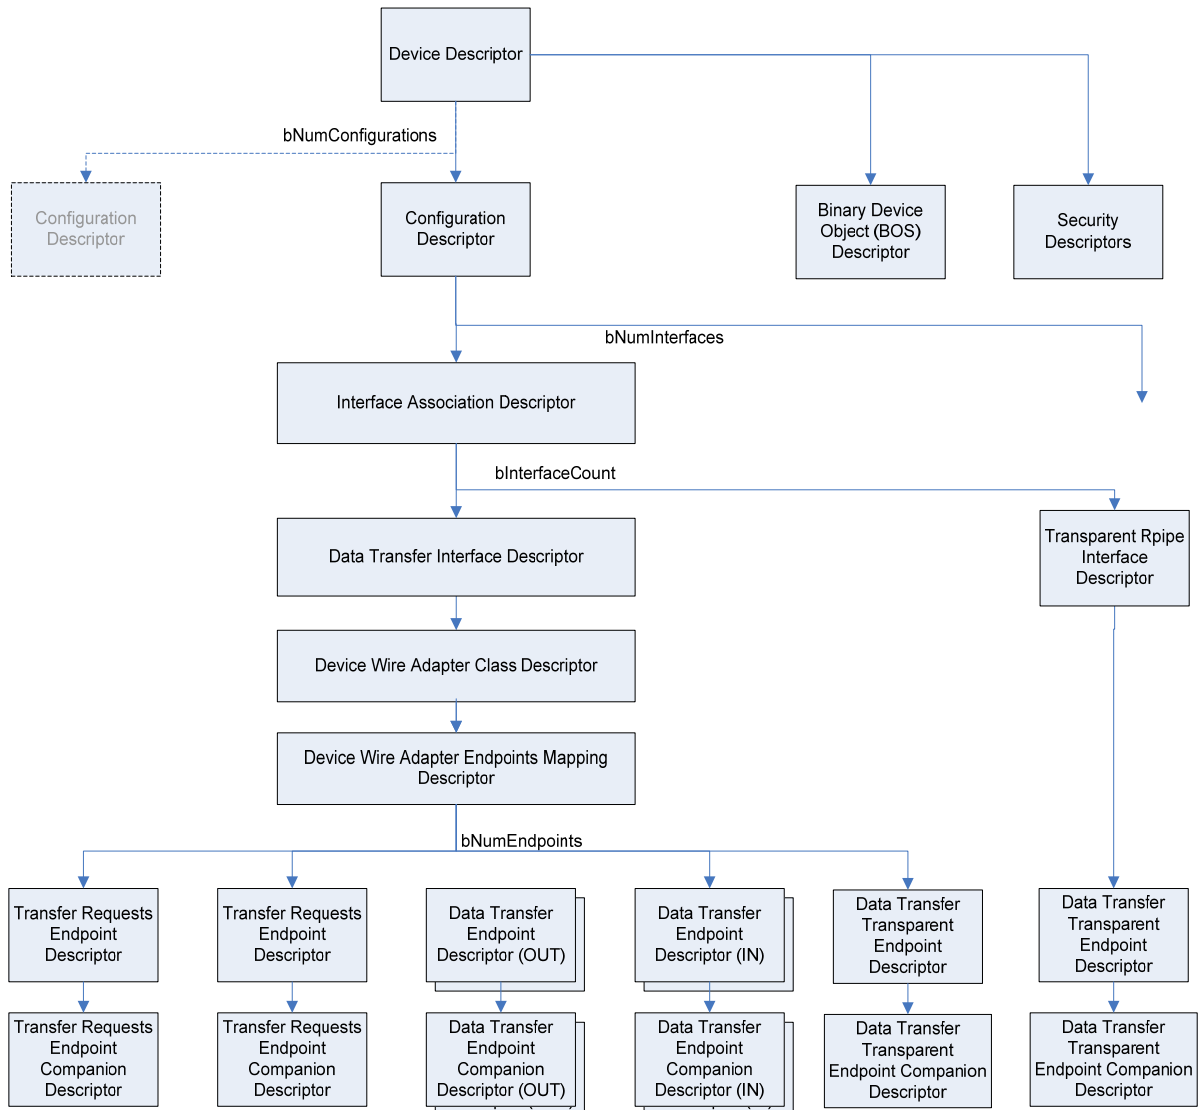 Device Descriptor
bNumConfigurations
Configuration
Descriptor
Configuration
Descriptor
Binary Device
Object (BOS)
Descriptor
Security
Descriptors
bNumInterfaces
Interface Association Descriptor
bInterfaceCount
Data Transfer Interface Descriptor
Transparent Rpipe
Interface
Descriptor
Device Wire Adapter Class Descriptor
Device Wire Adapter Endpoints Mapping
Descriptor
bNumEndpoints
Transfer Requests
Endpoint
Descriptor
Transfer Requests
Endpoint
Descriptor
Data Transfer
Endpoint
Descriptor (OUT)
Data Transfer
Endpoint
Descriptor (IN)
Data Transfer
Transparent
Endpoint
Descriptor
Data Transfer
Transparent
Endpoint
Descriptor
Transfer Requests
Endpoint
Companion
Descriptor
Transfer Requests
Endpoint
Companion
Descriptor
Data Transfer
Endpoint
Companion
Descriptor (OUT)
Data Transfer
Endpoint
Companion
Descriptor (IN)
Data Transfer
Transparent
Endpoint Companion
Descriptor
Data Transfer
Transparent
Endpoint Companion
Descriptor